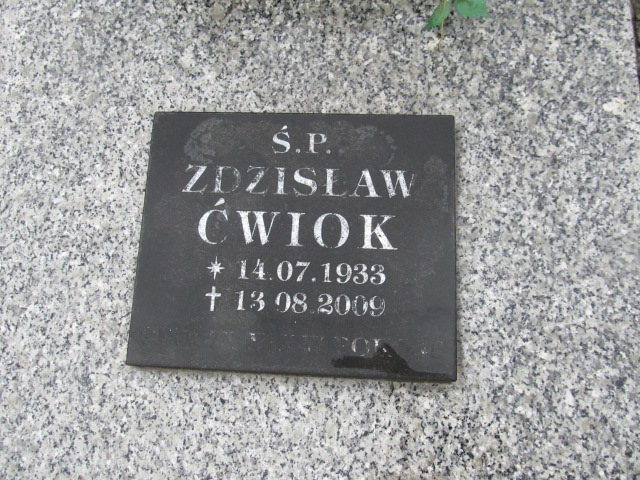 Ś.P.
ZDZISŁAW
ĆWIOK
* 14.07.1933
† 13.08.2009